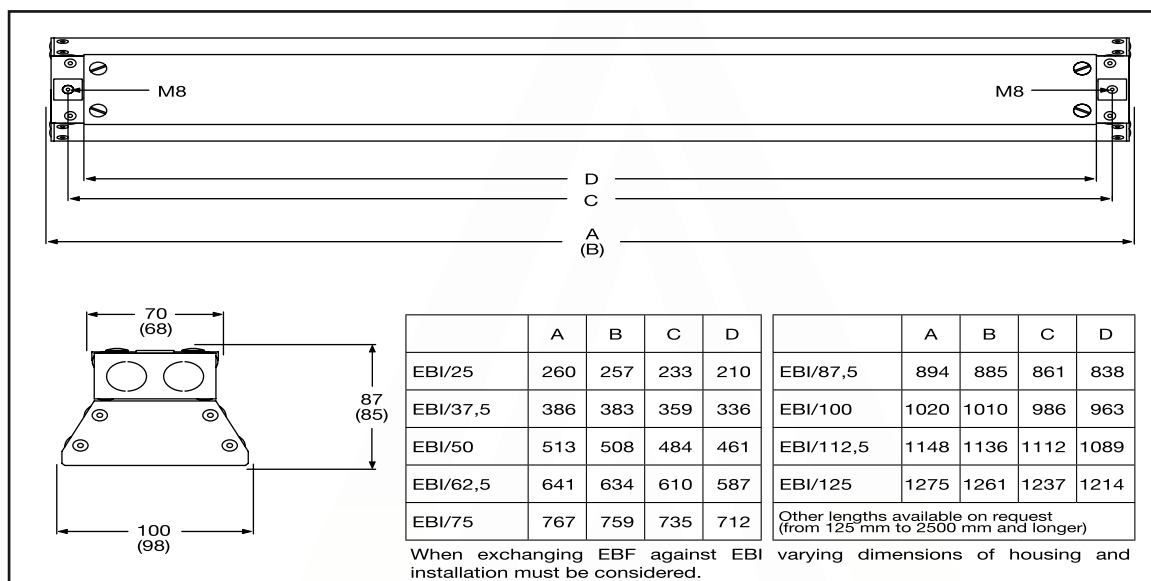 M8
M8
D
C
A
(B)
70
(68)
87
(85)
100
(98)
A B C D
EBI/25 260 257 233 210
EBI/37,5 386 383 359 336
EBI/50 513 508 484 461
EBI/62,5 641 634 610 587
EBI/75 767 759 735 712
A B C D
EBI/87,5 894 885 861 838
EBI/100 1020 1010 986 963
EBI/112,5 1148 1136 1112 1089
EBI/125 1275 1261 1237 1214
Other lengths available on request
(from 125 mm to 2500 mm and longer)
When exchanging EBF against EBI varying dimensions of housing and
installation must be considered.